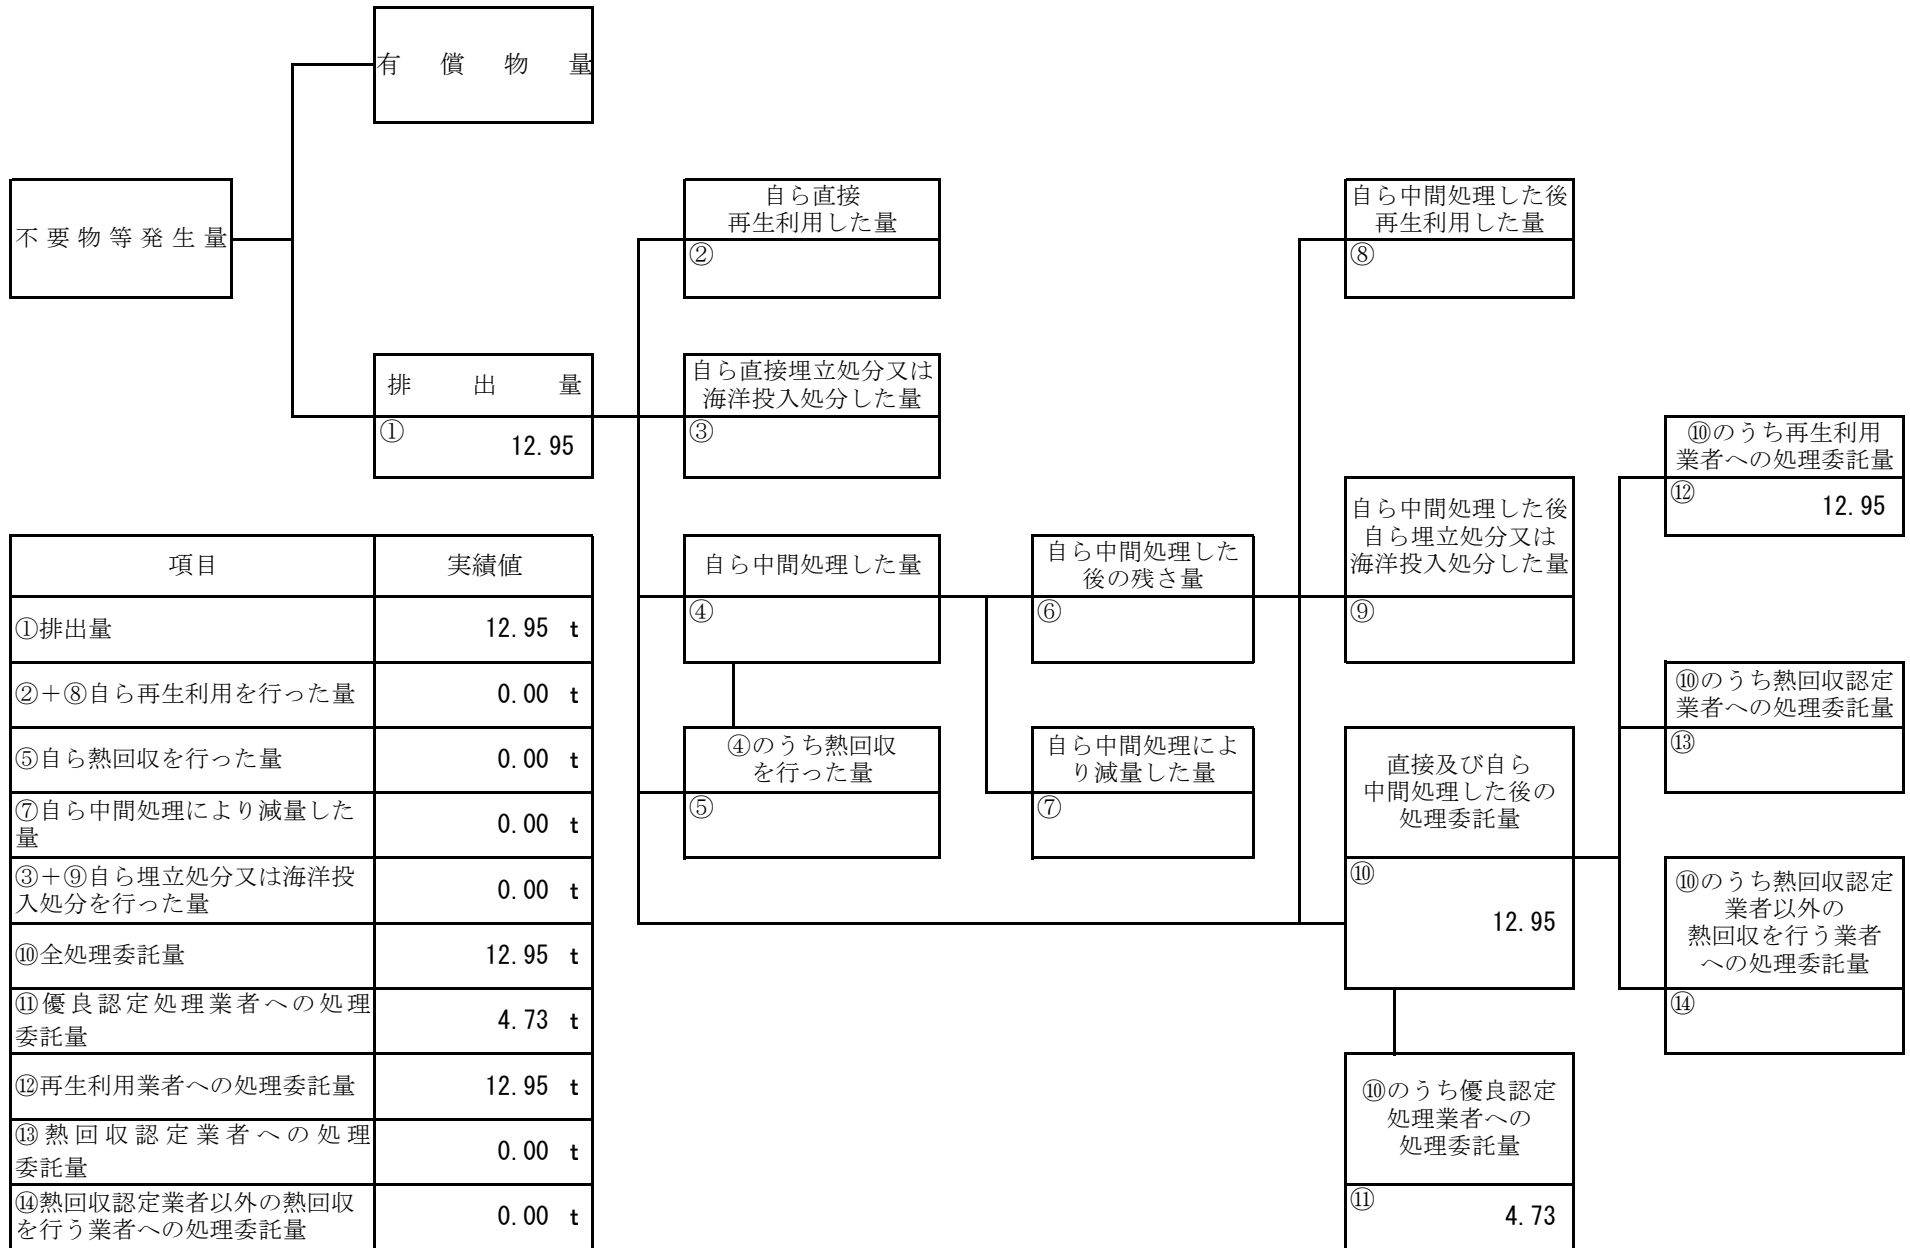 有償物量
不要物等発生量
排出量
①
12.95
自ら直接
再生利用した量
②
自ら直接埋立処分又は
海洋投入処分した量
③
自ら中間処理した量
④
④のうち熱回収
を行った量
⑤
自ら中間処理した
後の残さ量
⑥
自ら中間処理によ
り減量した量
⑦
自ら中間処理した後
再生利用した量
⑧
自ら中間処理した後
自ら埋立処分又は
海洋投入処分した量
⑨
直接及び自ら
中間処理した後の
処理委託量
⑩
12.95
⑩のうち優良認定
処理業者への
処理委託量
⑪
4.73
⑩のうち再生利用
業者への処理委託量
⑫
12.95
⑩のうち熱回収認定
業者への処理委託量
⑬
⑩のうち熱回収認定
業者以外の
熱回収を行う業者
への処理委託量
⑭
項目 実績値
①排出量 12.95 t
②+⑧自ら再生利用を行った量 0.00 t
⑤自ら熱回収を行った量 0.00 t
⑦自ら中間処理により減量した
量 0.00 t
③+⑨自ら埋立処分又は海洋投
入処分を行った量 0.00 t
⑩全処理委託量 12.95 t
⑪優良認定処理業者への処理
委託量 4.73 t
⑫再生利用業者への処理委託量 12.95 t
⑬熱回収認定業者への処理
委託量 0.00 t
⑭熱回収認定業者以外の熱回収
を行う業者への処理委託量 0.00 t